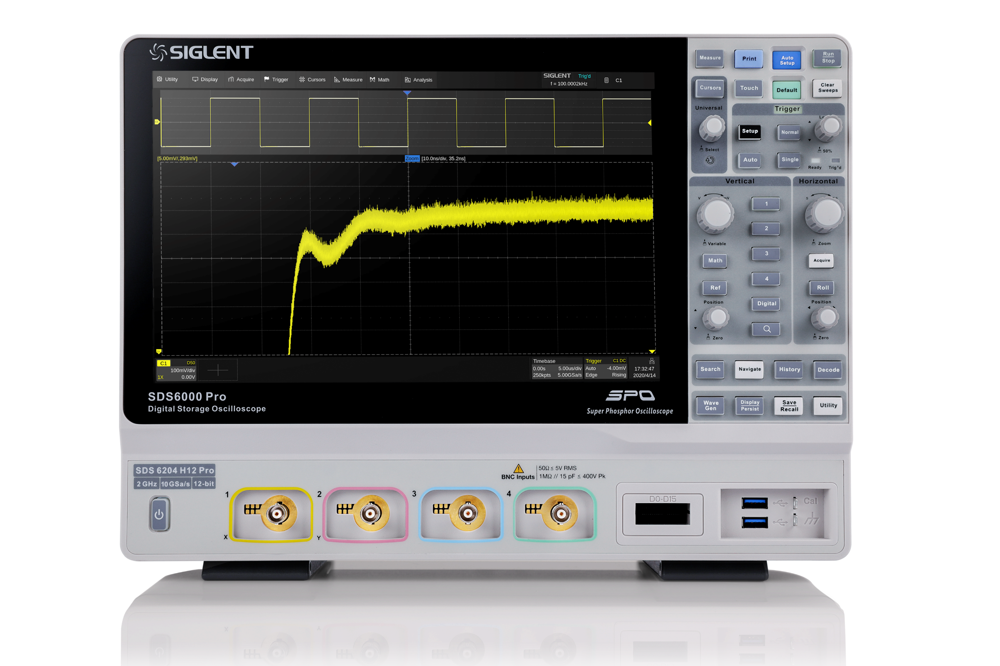 SIGLENT
Utility Display Acquire Trigger Cursors Measure Math Analysis
SIGLENT Trig'd
f = 100.0002kHz
C1
C1
[5.00mV/,293mV]
Zoom [10.0ns/div, 35.2ns]
C1 D50
100mV/div
1X 0.00V
Timebase
0.00s 5.00us/div
250kpts 5.00GSa/s
Trigger C1 DC
Auto -4.00mV
Edge Rising
17:32:47
2020/4/14
SDS6000 Pro
Digital Storage Oscilloscope
SPO
Super Phosphor Oscilloscope
Measure
Print
Auto
Setup
Run
Stop
Cursors
Touch
Default
Clear
Sweeps
Universal
Select
Trigger
Setup
Normal
50%
Auto
Single
Ready
Trig'd
Vertical
V mV
Variable
Math
Ref
Position
Zero
1
2
3
4
Digital
Horizontal
S
Zoom
Acquire
Roll
Position
Zero
Search
Navigate
History
Decode
Wave
Gen
Display
Persist
Save
Recall
Utility
SDS 6204 H12 Pro
2 GHz 10GSa/s 12-bit
BNC Inputs
50Ω ≤ 5V RMS
1MΩ // 15 pF ≤ 400V Pk
1
X
2
Y
3
4
D0-D15
Cal